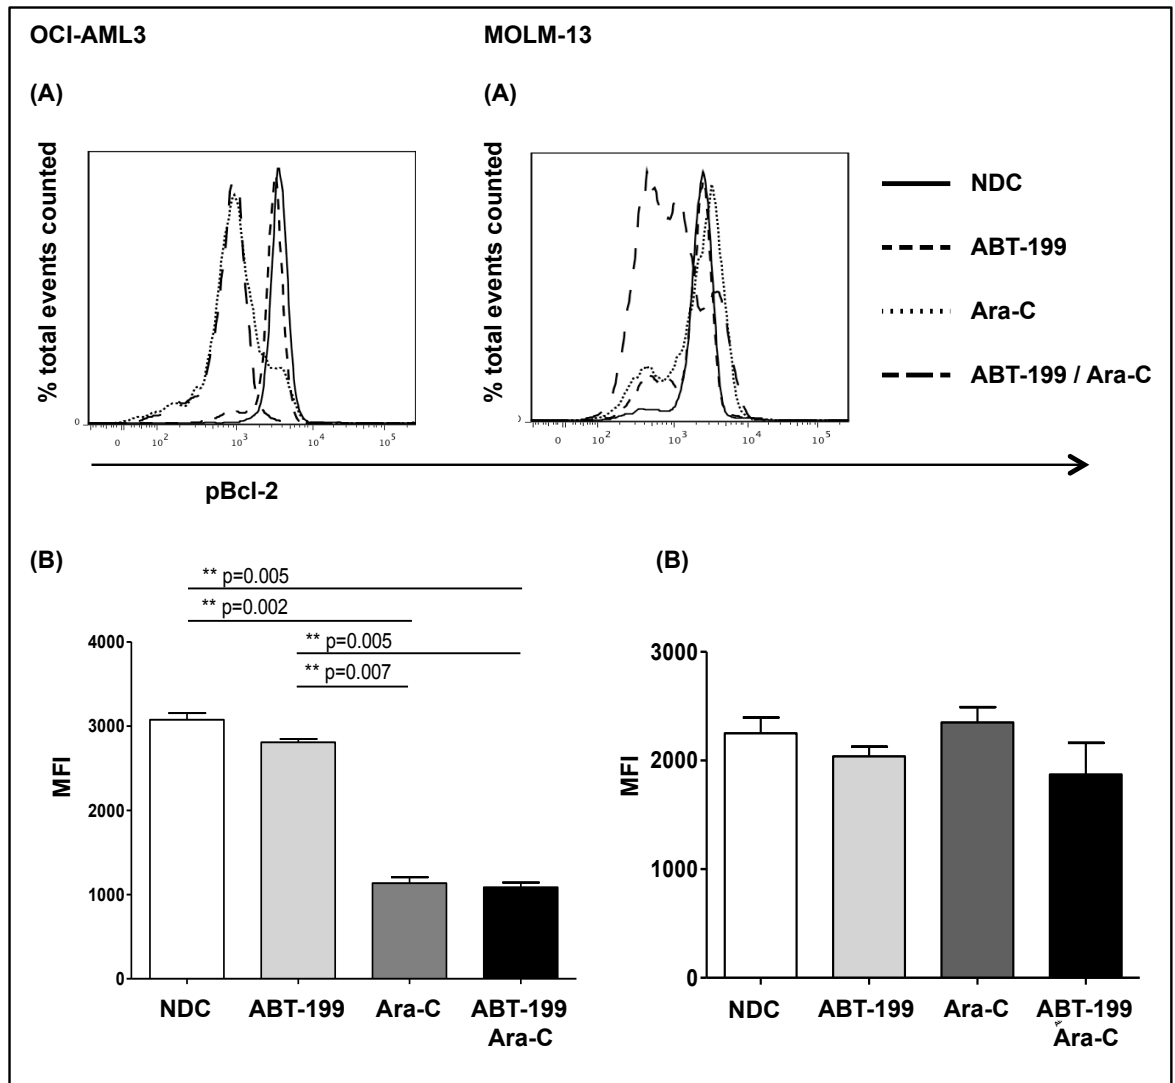 OCI-AML3
MOLM-13
(A)
(A)
% total events counted
0
0
10²
10³
10⁴
10⁵
% total events counted
0
10²
10³
10⁴
10⁵
NDC
ABT-199
Ara-C
ABT-199 / Ara-C
pBcl-2
(B)
** p=0.005
** p=0.002
** p=0.005
** p=0.007
4000
3000
2000
1000
0
MFI
NDC
ABT-199
Ara-C
ABT-199
Ara-C
(B)
3000
2000
1000
0
MFI
NDC
ABT-199
Ara-C
ABT-199
Ara-C